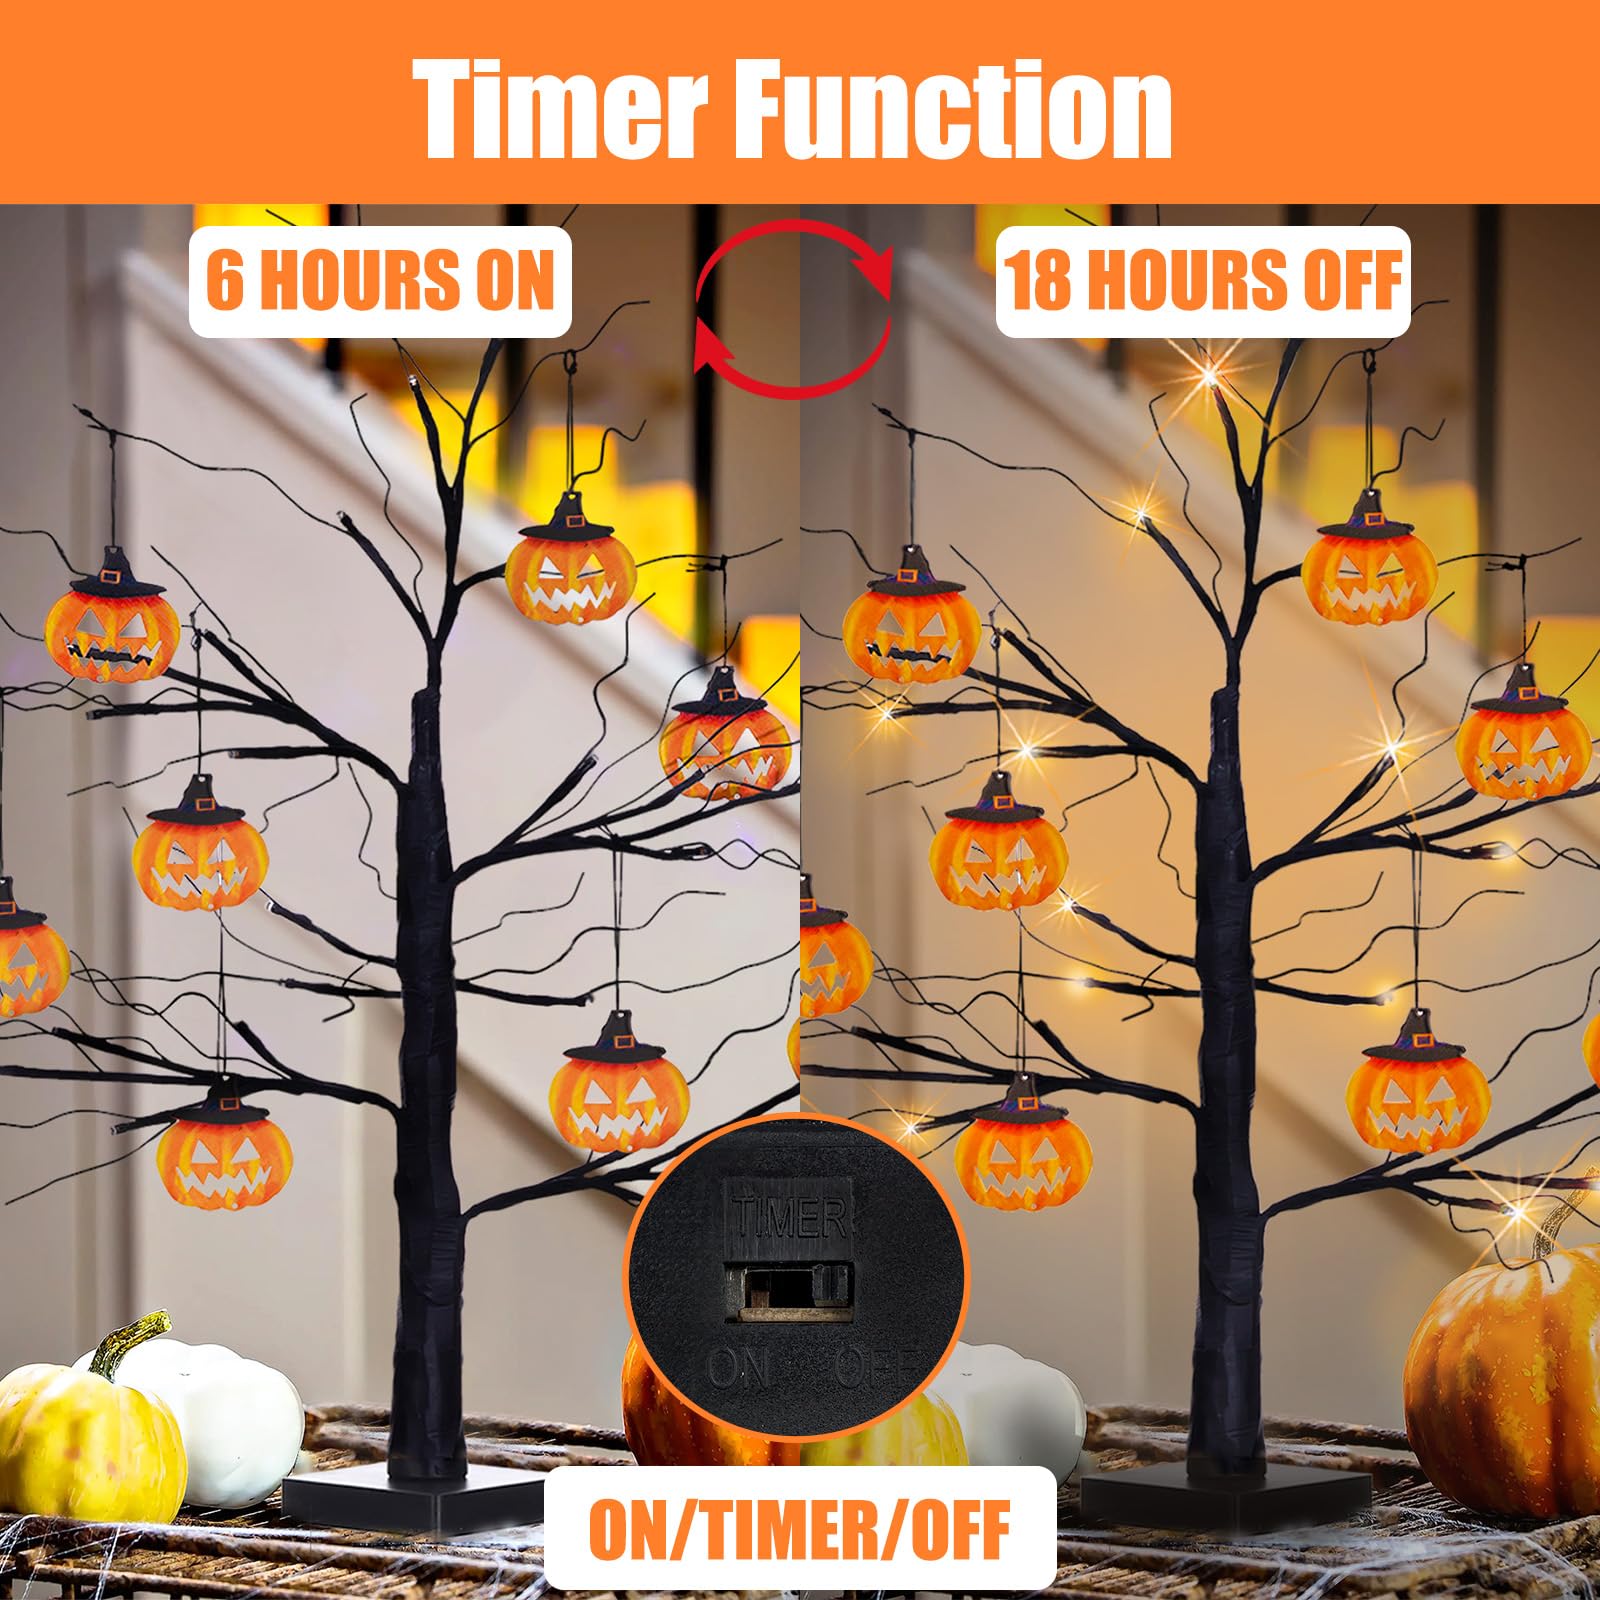 Timer Function
6 HOURS ON
18 HOURS OFF
TIMER
ON OFF
ON/TIMER/OFF